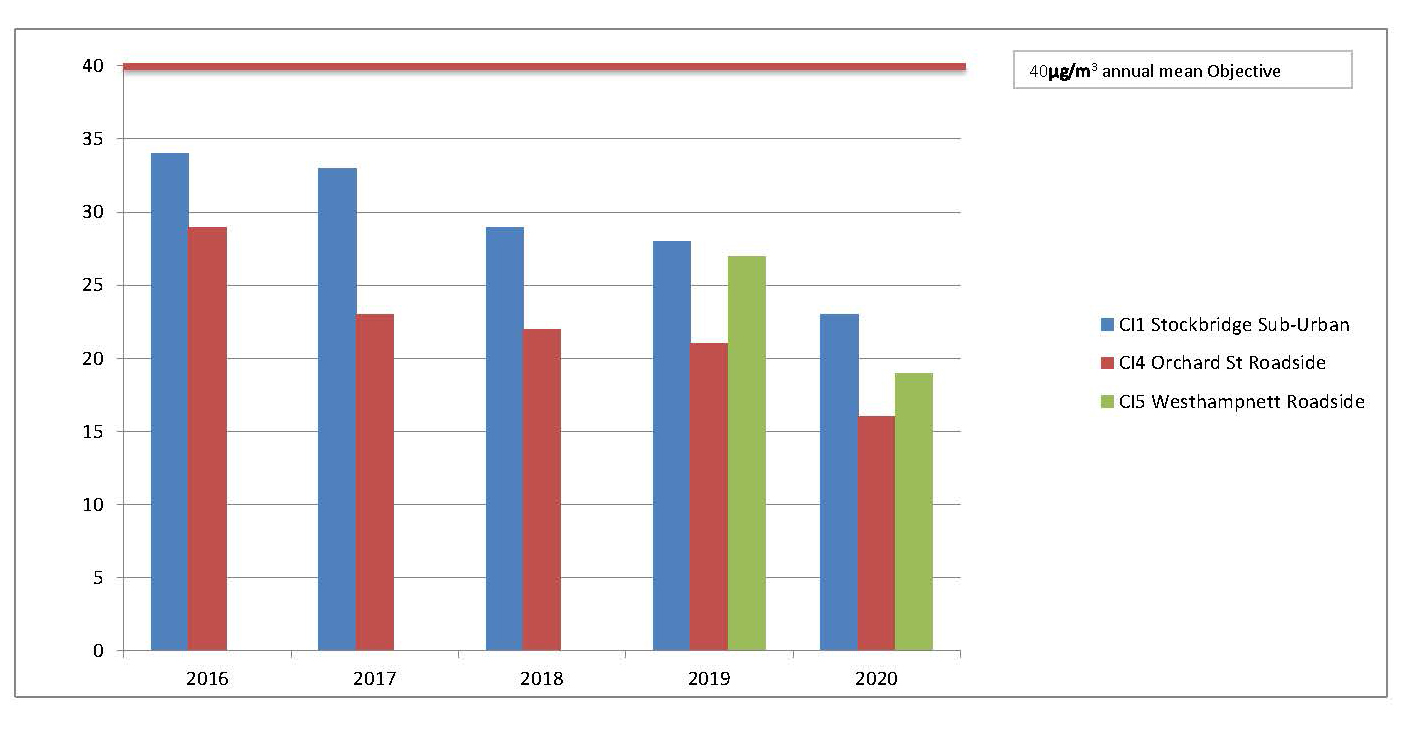 40µg/m³ annual mean Objective
40
35
30
25
20
15
10
5
0
2016 2017 2018 2019 2020
CI1 Stockbridge Sub-Urban
CI4 Orchard St Roadside
CI5 Westhampnett Roadside